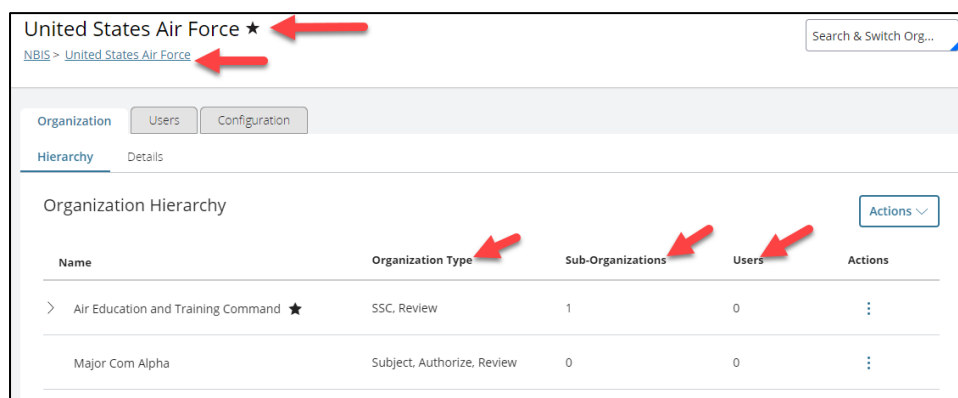 United States Air Force ★
Search & Switch Org...
NBIS > United States Air Force
Organization Users Configuration
Hierarchy Details
Organization Hierarchy
Actions
Name Organization Type Sub-Organizations Users Actions
Air Education and Training Command ★ SSC, Review 1 0
Major Com Alpha Subject, Authorize, Review 0 0